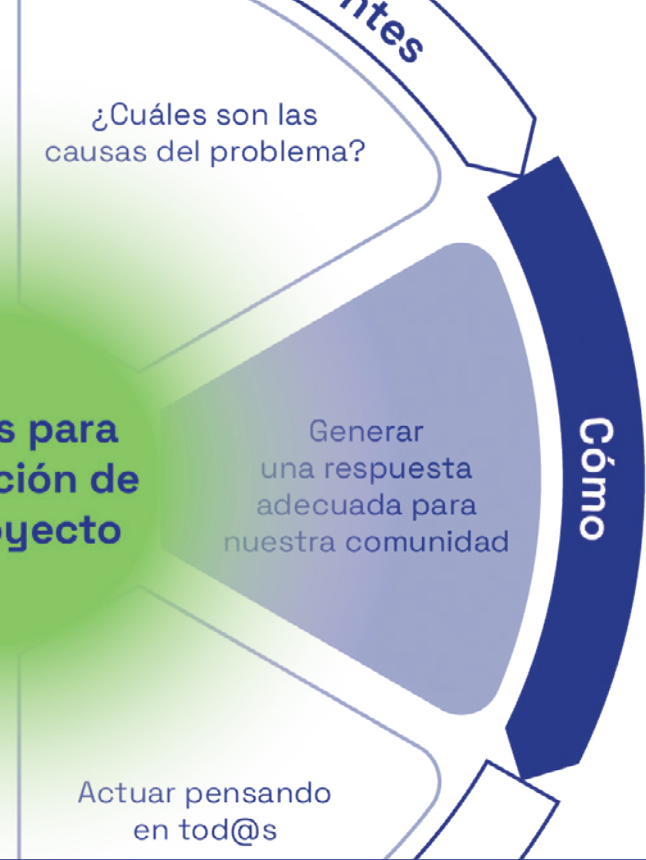 ntes
¿Cuáles son las
causas del problema?
s para
ción de
oyecto
Generar
una respuesta
adecuada para
nuestra comunidad
Cómo
Actuar pensando
en tod@s